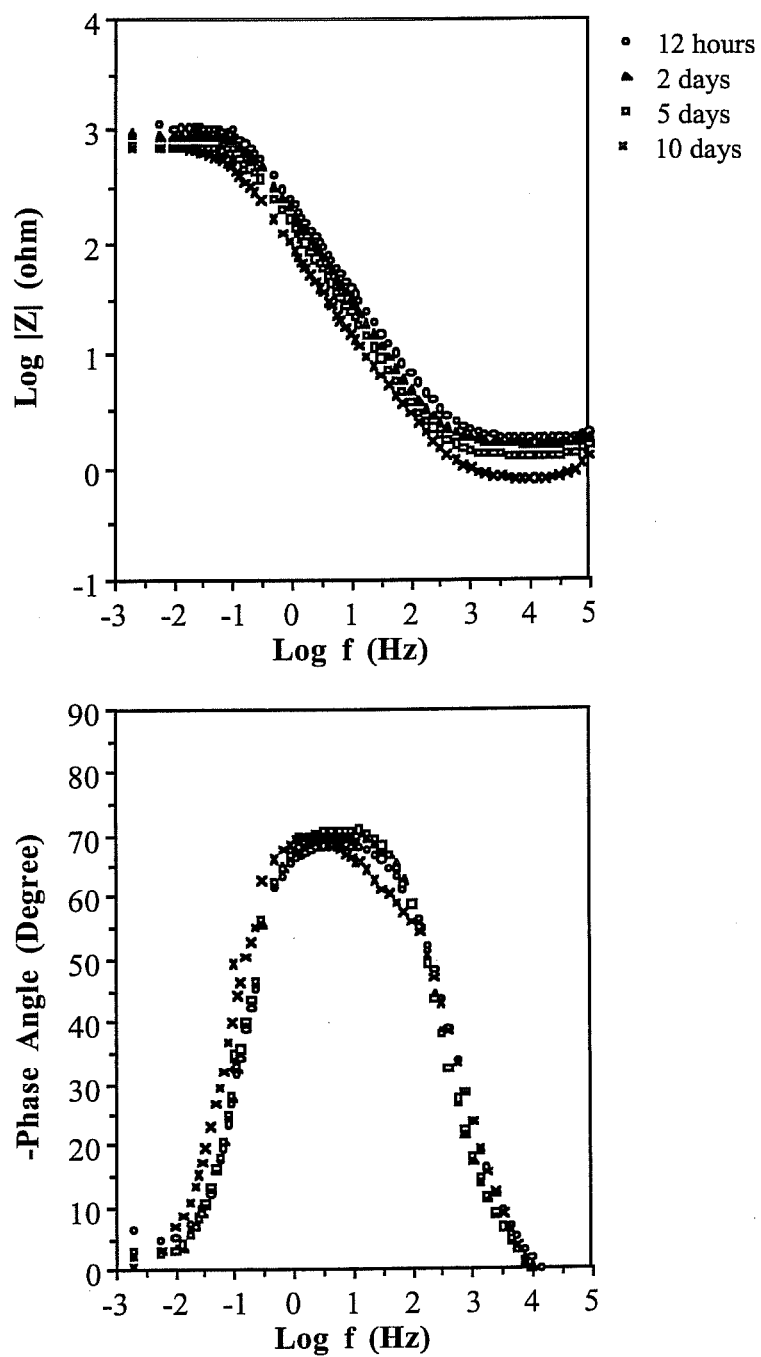 4
3
2
1
0
-1
-3 -2 -1 0 1 2 3 4 5
Log |Z| (ohm)
Log f (Hz)
12 hours
2 days
5 days
10 days
90
80
70
60
50
40
30
20
10
0
-3 -2 -1 0 1 2 3 4 5
-Phase Angle (Degree)
Log f (Hz)